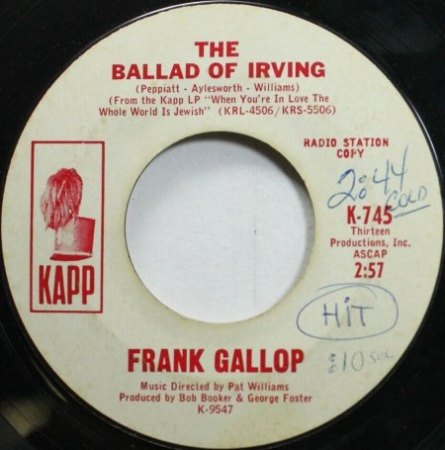 THE
BALLAD OF IRVING
(Peppiatt - Aylesworth - Williams)
(From the Kapp LP "When You're In Love The
Whole World Is Jewish" (KRL-4506/KRS-5506)
RADIO STATION
COPY
2:44
COLD
K-745
Thirteen
Productions, Inc.
ASCAP
2:57
KAPP
HIT
:10 sec
FRANK GALLOP
Music Directed by Pat Williams
Produced by Bob Booker & George Foster
K-9547